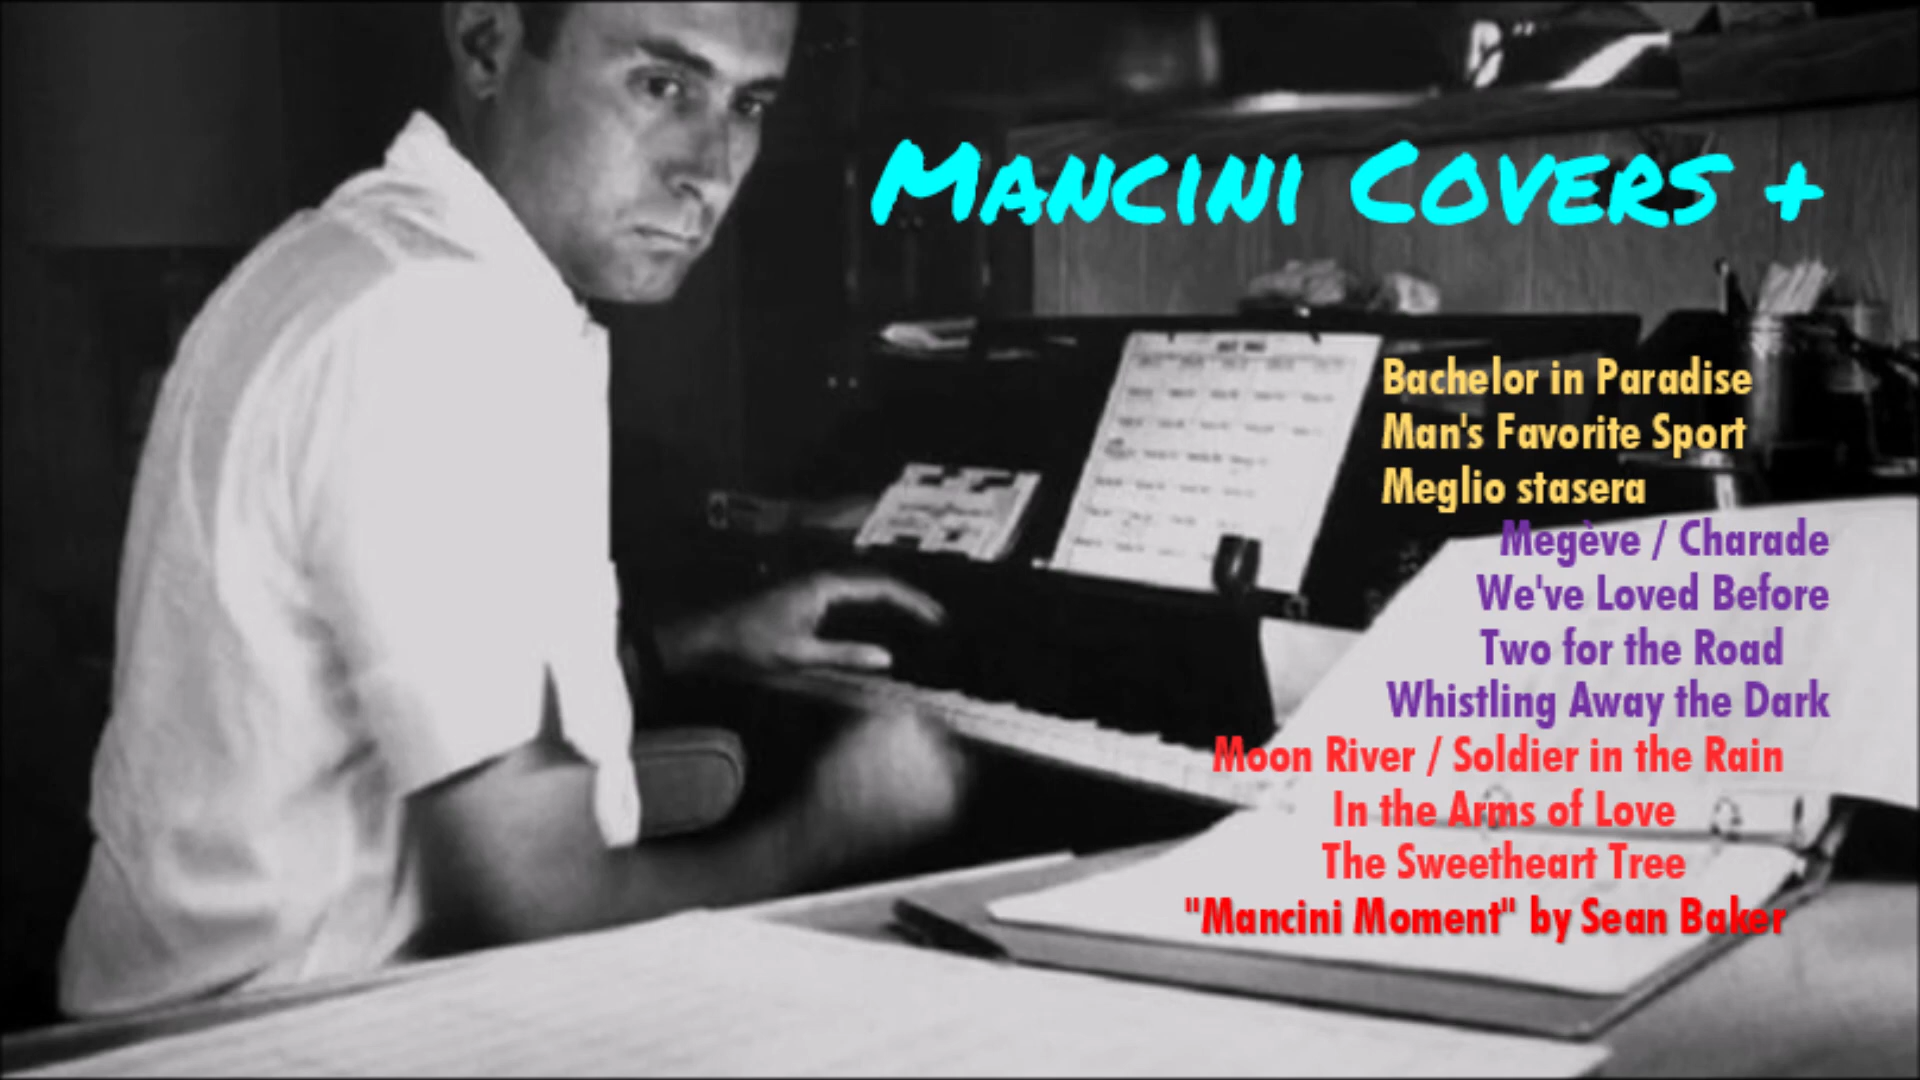 Mancini Covers +
Bachelor in Paradise
Man's Favorite Sport
Meglio stasera
Megève / Charade
We've Loved Before
Two for the Road
Whistling Away the Dark
Moon River / Soldier in the Rain
In the Arms of Love
The Sweetheart Tree
"Mancini Moment" by Sean Baker